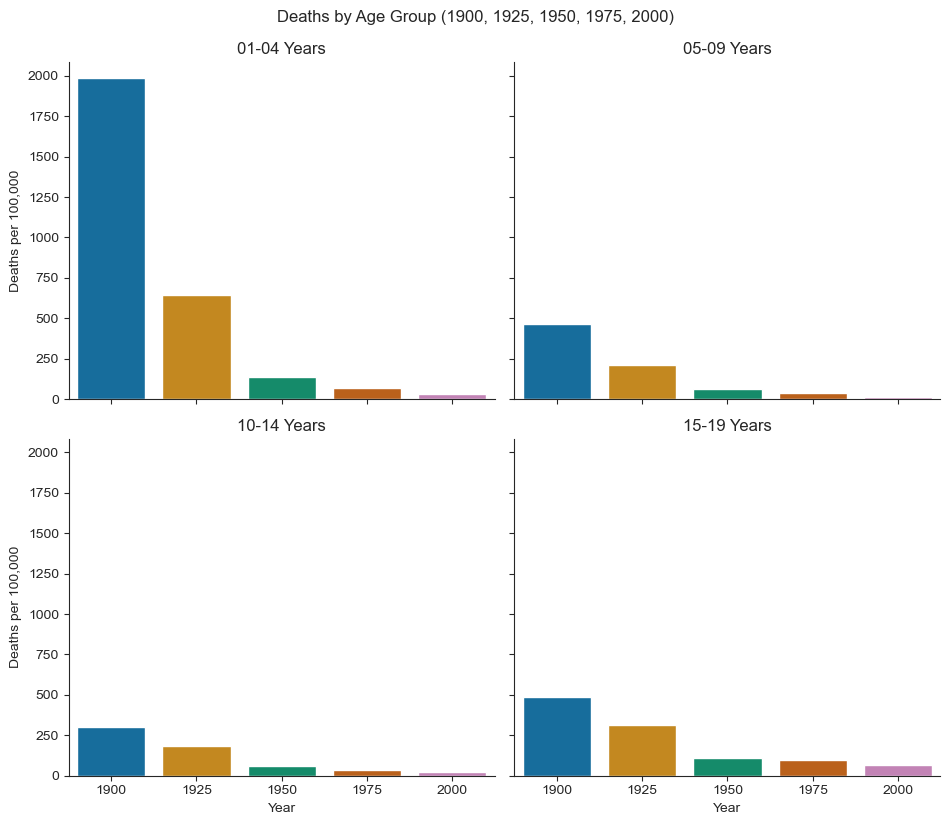 Deaths by Age Group (1900, 1925, 1950, 1975, 2000)
01-04 Years
05-09 Years
2000
1750
1500
1250
1000
750
500
250
0
Deaths per 100,000
10-14 Years
15-19 Years
2000
1750
1500
1250
1000
750
500
250
0
Deaths per 100,000
1900 1925 1950 1975 2000
1900 1925 1950 1975 2000
Year
Year